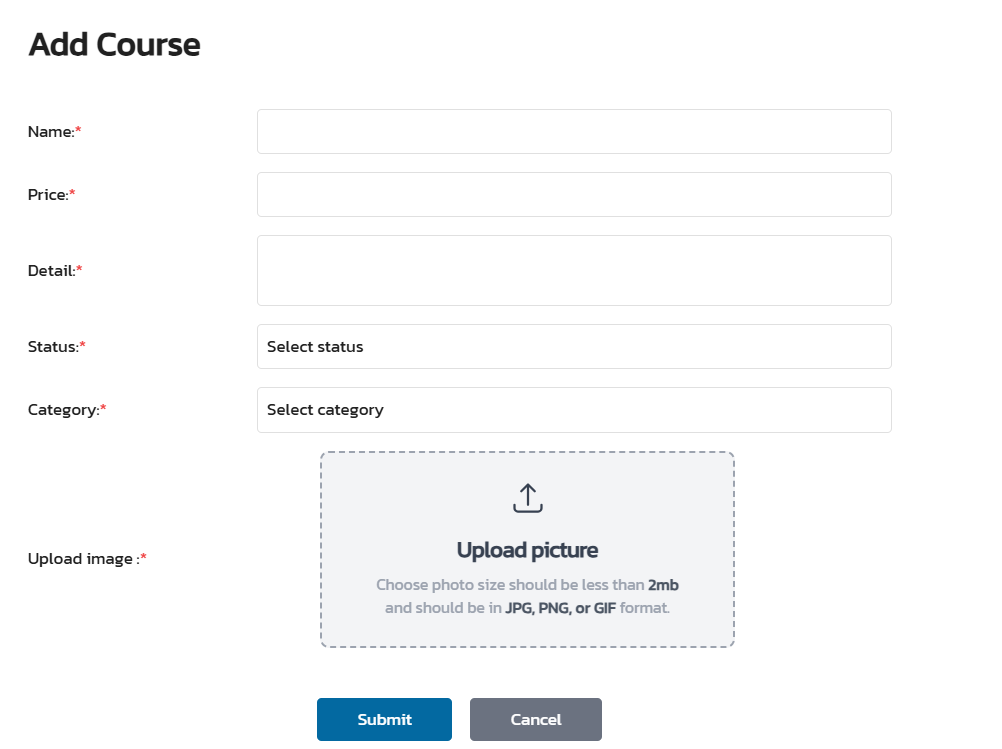 Add Course
Name:*
Price:*
Detail:*
Status:*
Select status
Category:*
Select category
Upload image :*
Upload picture
Choose photo size should be less than 2mb
and should be in JPG, PNG, or GIF format.
Submit
Cancel